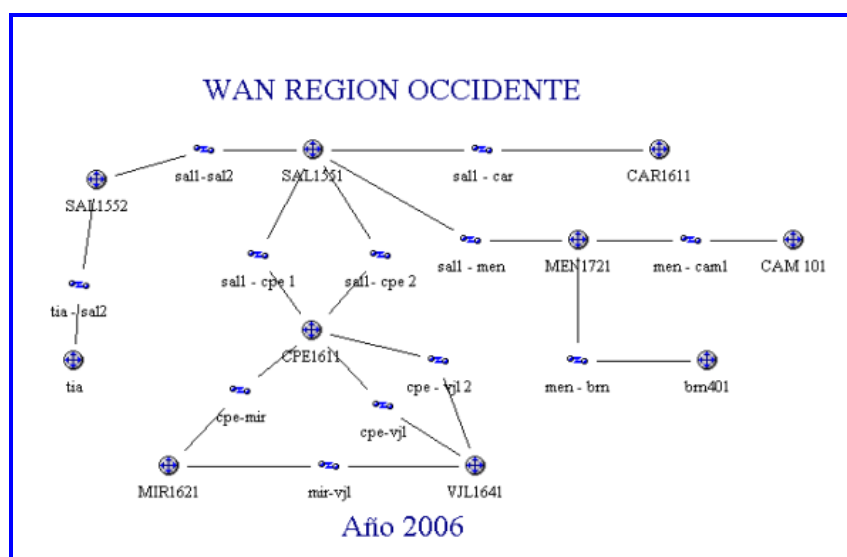 WAN REGION OCCIDENTE
sal1-sal2
SAL1551
sal1 - car
CAR1611
SAL1552
sal1 - cpe 1
sal1- cpe 2
sal1 - men
MEN1721
men - cam1
CAM 101
tia - sal2
CPE1611
tia
cpe - vjl 2
men - brn
brn401
cpe-mir
cpe-vjl
MIR1621
mir-vjl
VJL1641
Año 2006